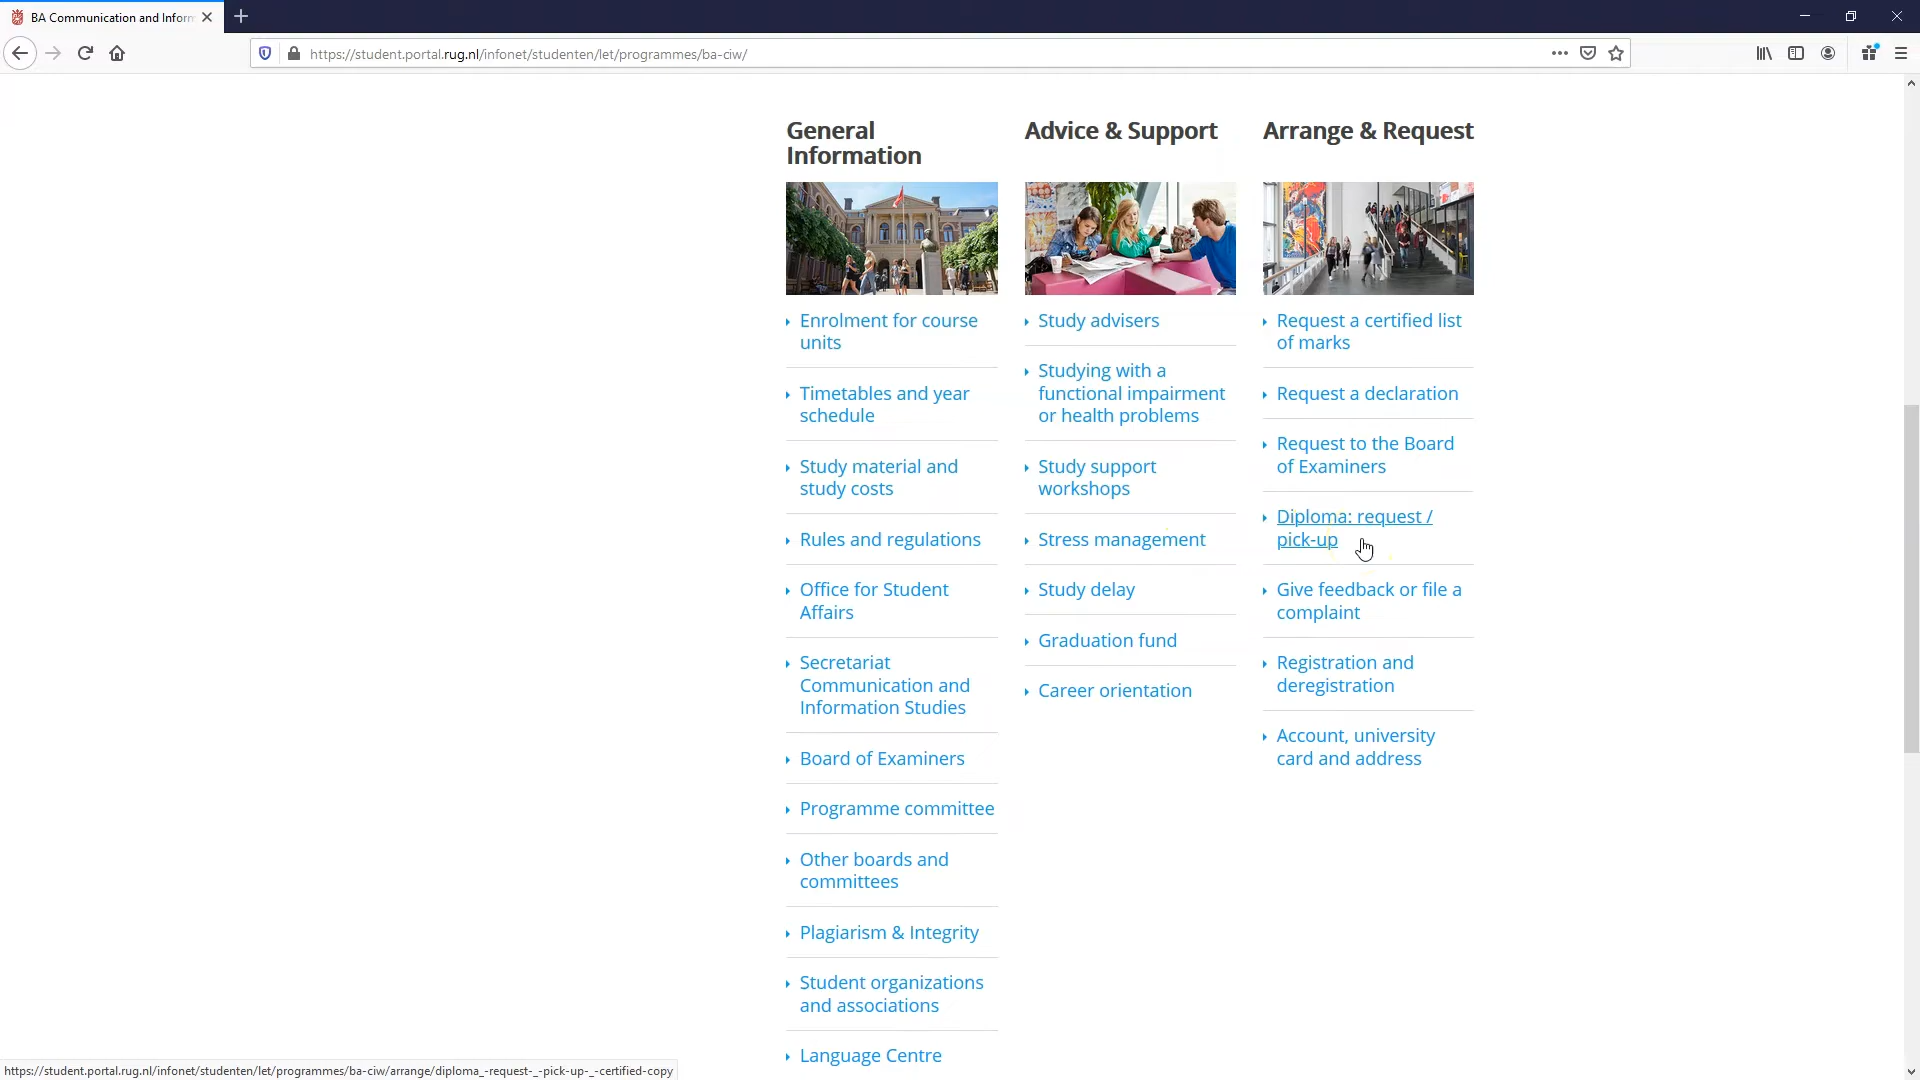 BA Communication and Inform
https://student.portal.rug.nl/infonet/studenten/let/programmes/ba-ciw/
General
Information
Enrolment for course
units
Timetables and year
schedule
Study material and
study costs
Rules and regulations
Office for Student
Affairs
Secretariat
Communication and
Information Studies
Board of Examiners
Programme committee
Other boards and
committees
Plagiarism & Integrity
Student organizations
and associations
Language Centre
Advice & Support
Study advisers
Studying with a
functional impairment
or health problems
Study support
workshops
Stress management
Study delay
Graduation fund
Career orientation
Arrange & Request
Request a certified list
of marks
Request a declaration
Request to the Board
of Examiners
Diploma: request /
pick-up
Give feedback or file a
complaint
Registration and
deregistration
Account, university
card and address
https://student.portal.rug.nl/infonet/studenten/let/programmes/ba-ciw/arrange/diploma_-request-_-pick-up-_-certified-copy